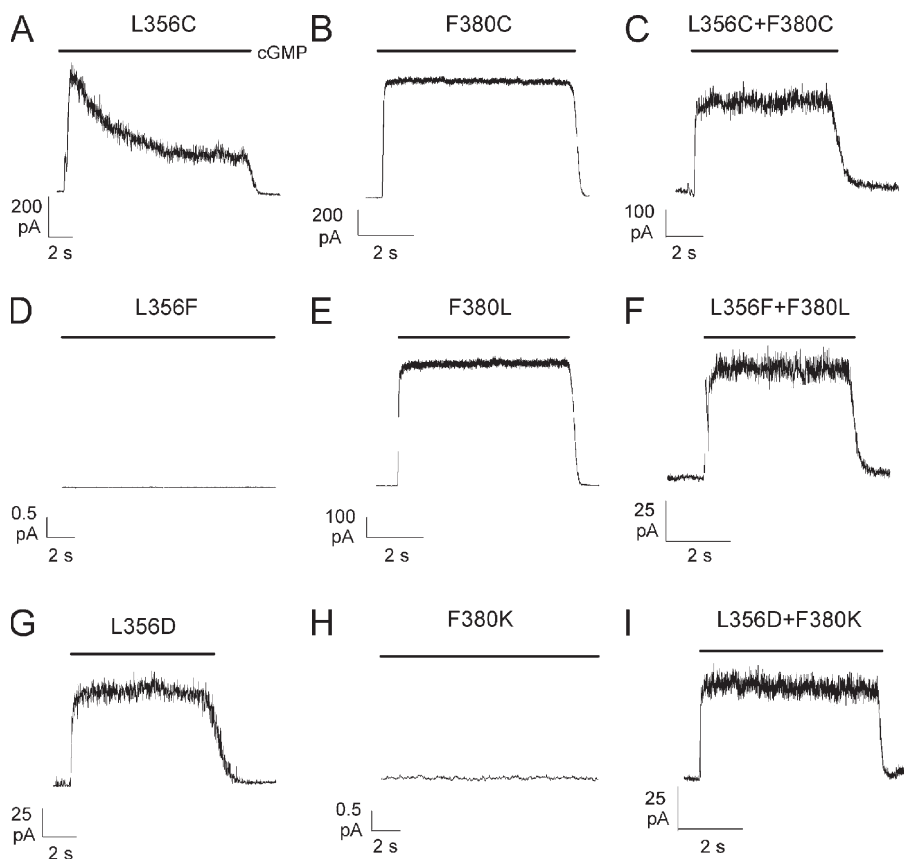 A
L356C
cGMP
200
pA
2 s
B
F380C
200
pA
2 s
C
L356C+F380C
100
pA
2 s
D
L356F
0.5
pA
2 s
E
F380L
100
pA
2 s
F
L356F+F380L
25
pA
2 s
G
L356D
25
pA
2 s
H
F380K
0.5
pA
2 s
I
L356D+F380K
25
pA
2 s